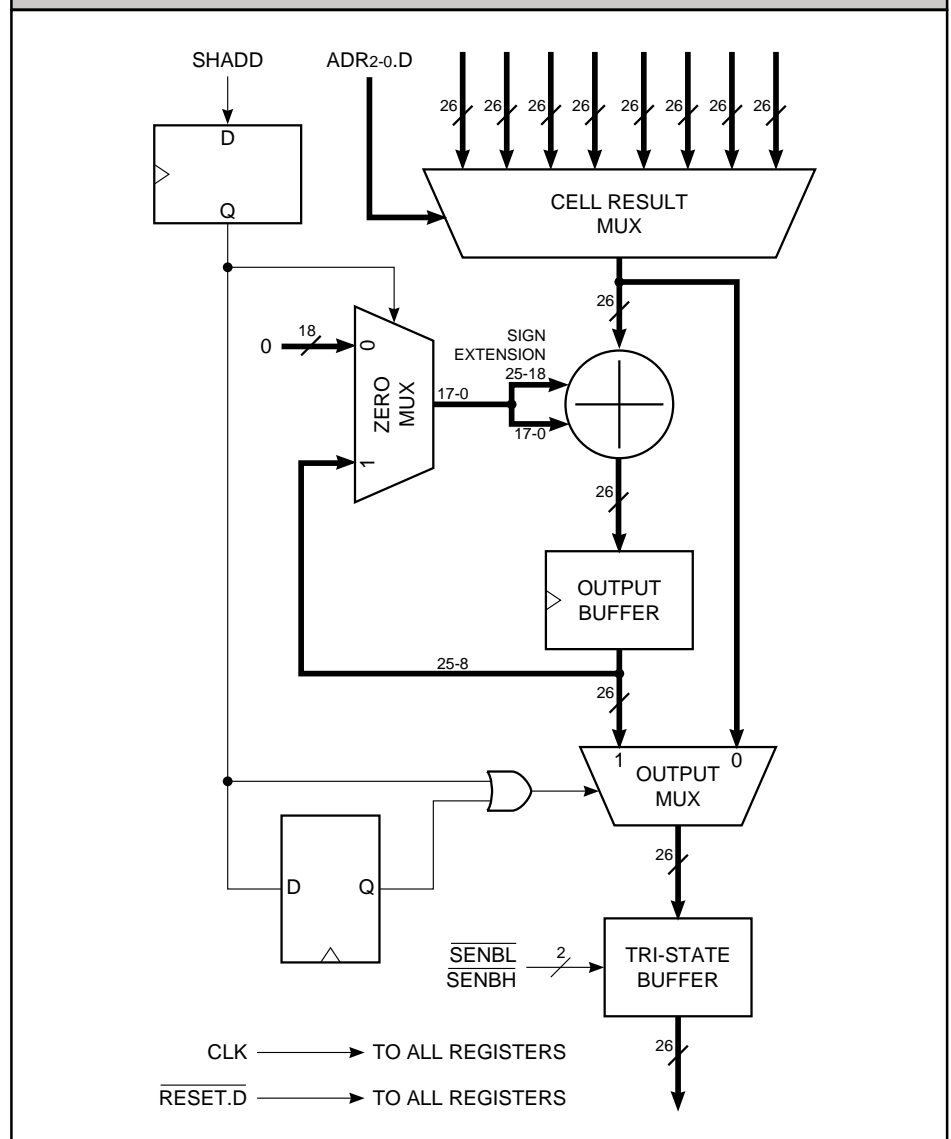 SHADD
ADR2-0.D
26 26 26 26 26 26 26 26
D
Q
CELL RESULT
MUX
26
0
18
0
ZERO
MUX
1
17-0
SIGN
EXTENSION
25-18
17-0
26
OUTPUT
BUFFER
25-8
26
1
0
OUTPUT
MUX
D
Q
26
SENBL
SENBH
2
TRI-STATE
BUFFER
26
CLK
TO ALL REGISTERS
RESET.D
TO ALL REGISTERS